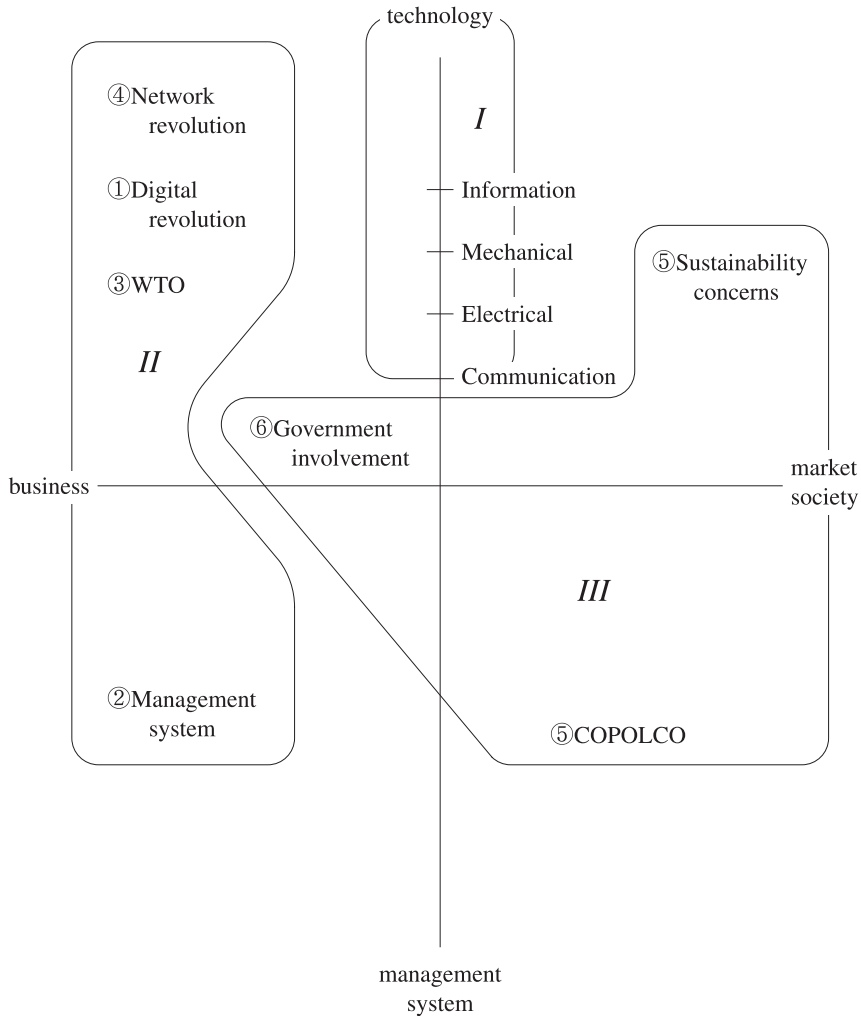 technology
④Network
revolution
I
①Digital
revolution
Information
Mechanical
⑤Sustainability
concerns
③WTO
Electrical
II
Communication
⑥Government
involvement
business
market
society
III
②Management
system
⑤COPOLCO
management
system